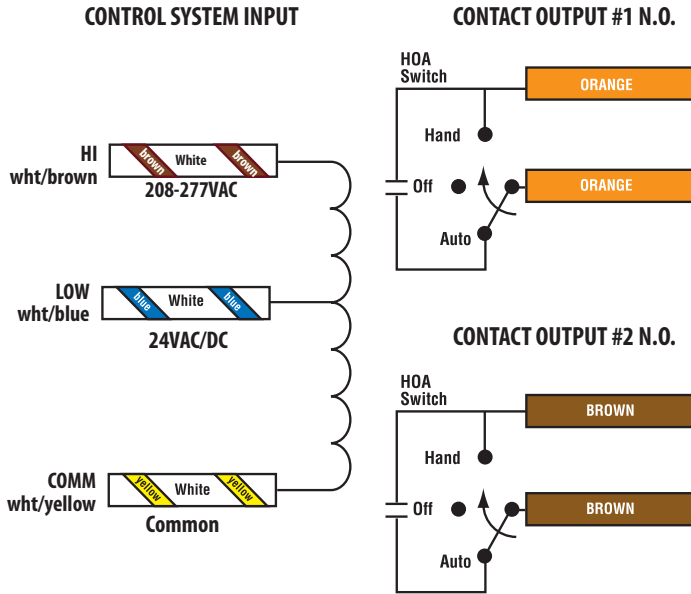 CONTROL SYSTEM INPUT
HI
wht/brown
brown White brown
208-277VAC
LOW
wht/blue
blue White blue
24VAC/DC
COMM
wht/yellow
yellow White yellow
Common
CONTACT OUTPUT #1 N.O.
HOA
Switch
ORANGE
Hand
Off
ORANGE
Auto
CONTACT OUTPUT #2 N.O.
HOA
Switch
BROWN
Hand
Off
BROWN
Auto